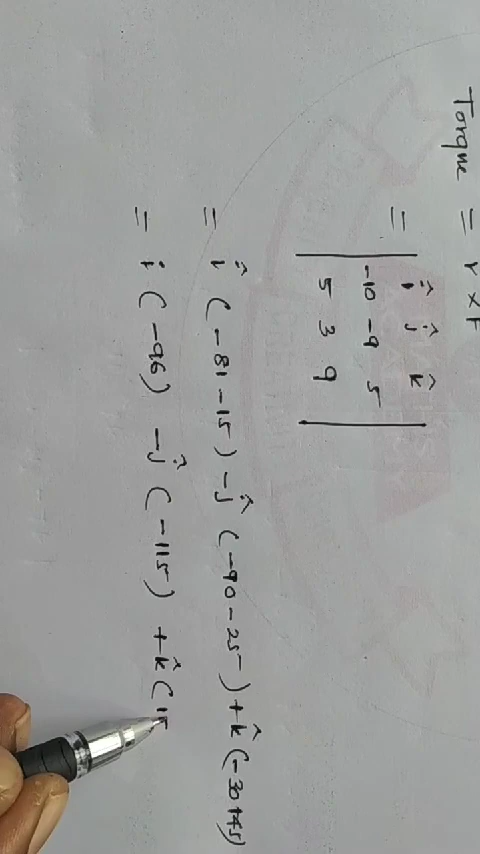 Torque = r × F
= | î ĵ k̂
-10 -9 5
5 3 9 |
= î (-81-15) -ĵ (-90-25) +k̂ (-30+45)
= i (-96) -ĵ (-115) +k̂ (15